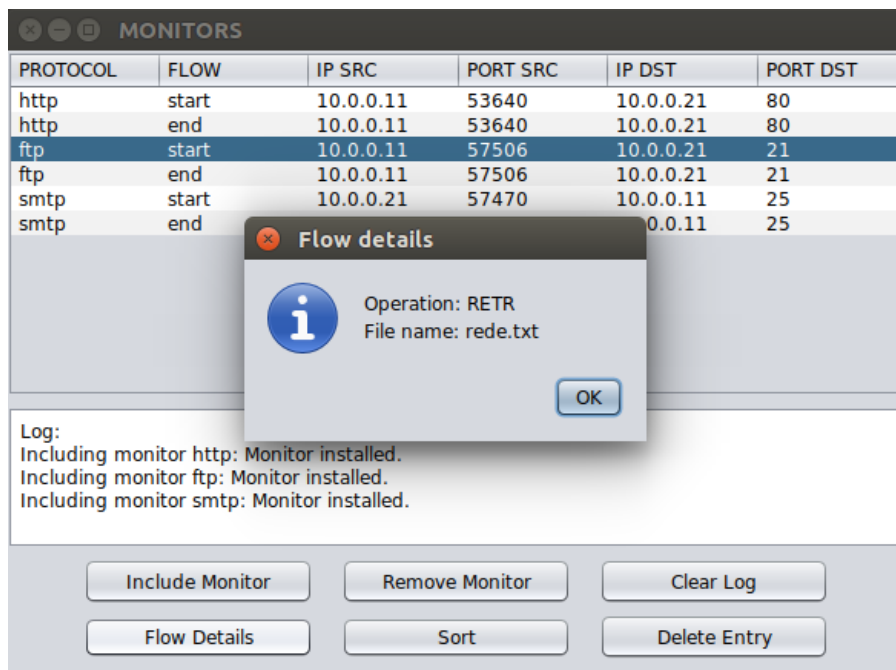 MONITORS
PROTOCOL FLOW IP SRC PORT SRC IP DST PORT DST
http start 10.0.0.11 53640 10.0.0.21 80
http end 10.0.0.11 53640 10.0.0.21 80
ftp start 10.0.0.11 57506 10.0.0.21 21
ftp end 10.0.0.11 57506 10.0.0.21 21
smtp start 10.0.0.21 57470 10.0.0.11 25
smtp end 0.0.11 25
Flow details
Operation: RETR
File name: rede.txt
OK
Log:
Including monitor http: Monitor installed.
Including monitor ftp: Monitor installed.
Including monitor smtp: Monitor installed.
Include Monitor Remove Monitor Clear Log
Flow Details Sort Delete Entry